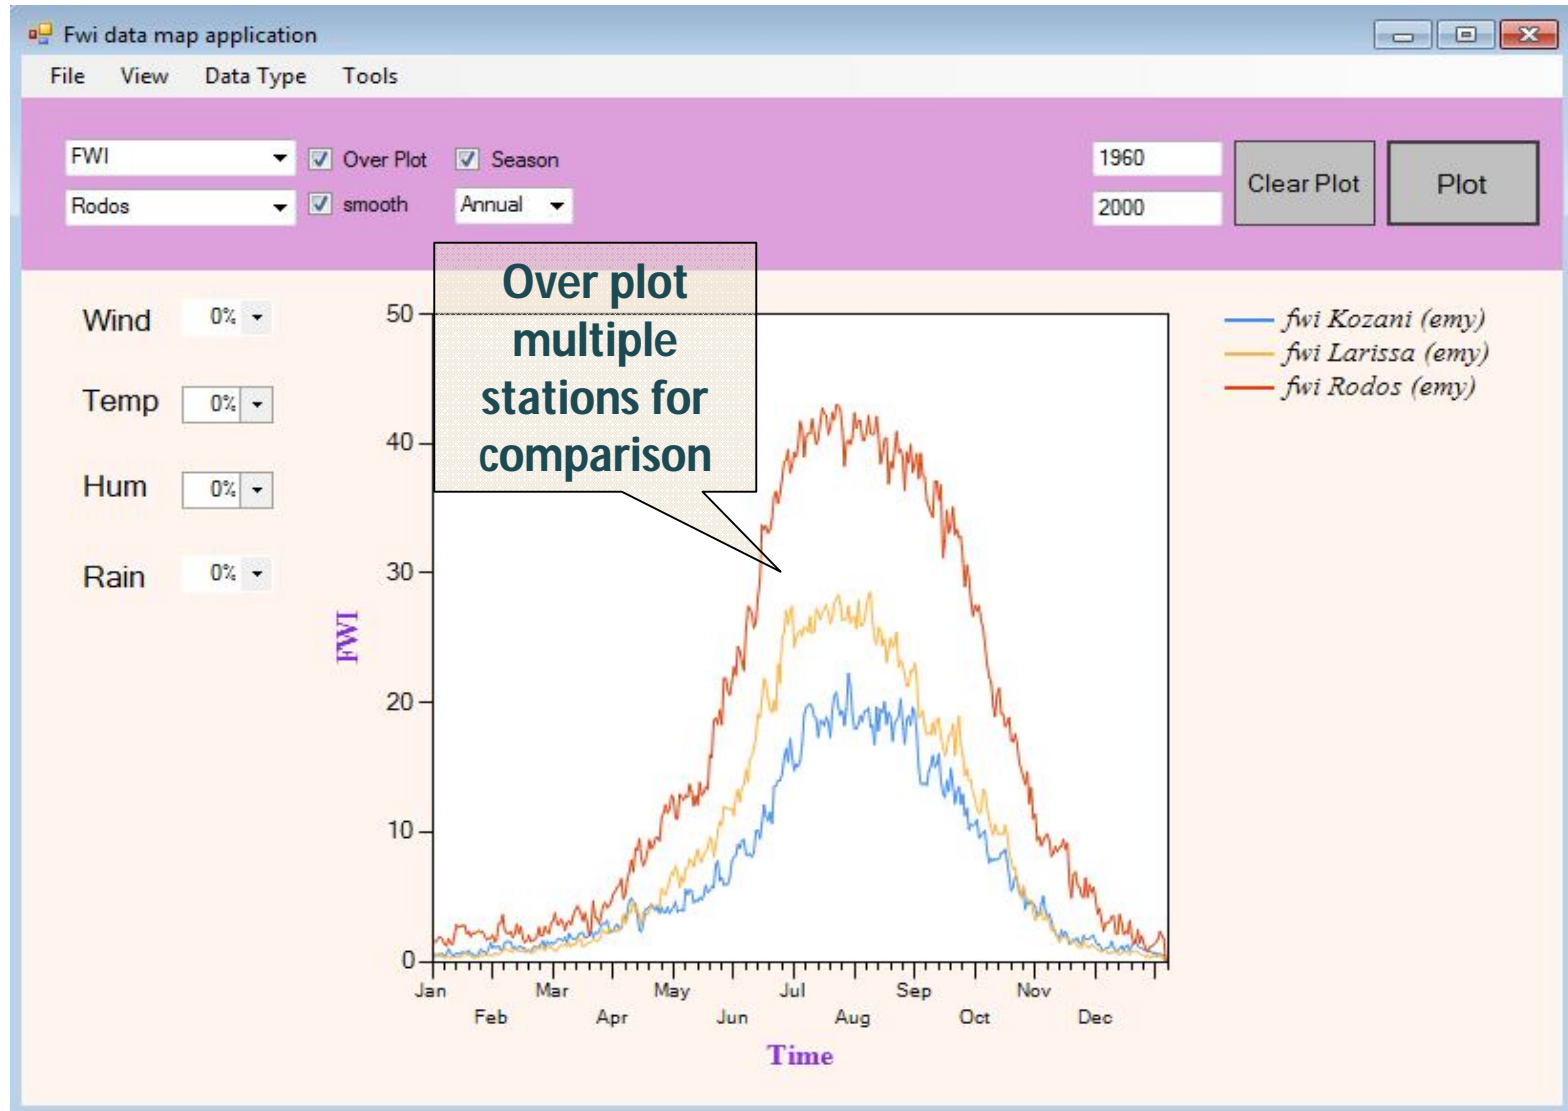 Fwi data map application
File View Data Type Tools
FWI Over Plot Season
Rodos smooth Annual
1960
2000
Clear Plot Plot
Over plot
multiple
stations for
comparison
Wind 0%
Temp 0%
Hum 0%
Rain 0%
50
40
30
20
10
0
FWI
fwi Kozani (emy)
fwi Larissa (emy)
fwi Rodos (emy)
Jan Mar May Jul Sep Nov
Feb Apr Jun Aug Oct Dec
Time